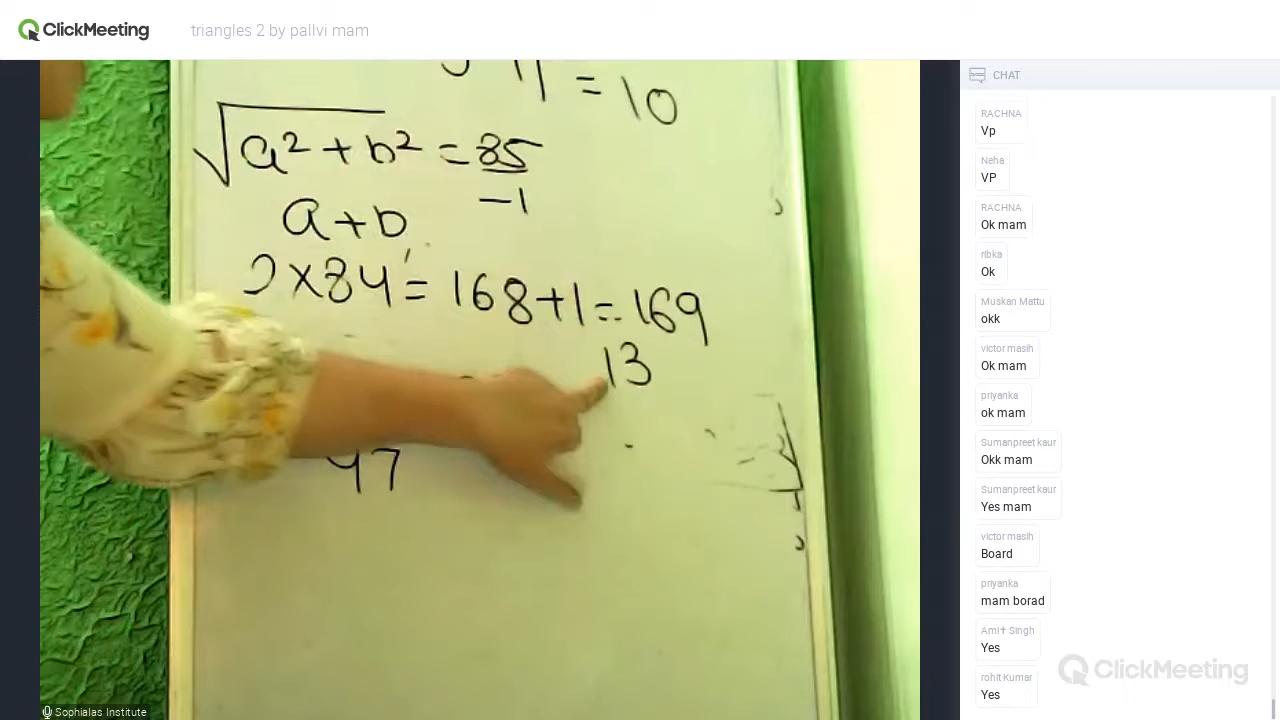 ClickMeeting
triangles 2 by pallvi mam
= 10
√a² + b² = 85
-1
a + b
2 × 84 = 168 + 1 = 169
13
47
Sophialas Institute
CHAT
RACHNA
Vp
Neha
VP
RACHNA
Ok mam
ribka
Ok
Muskan Mattu
okk
victor masih
Ok mam
priyanka
ok mam
Sumanpreet kaur
Okk mam
Sumanpreet kaur
Yes mam
victor masih
Board
priyanka
mam borad
Ami✝ Singh
Yes
rohit Kumar
Yes
ClickMeeting